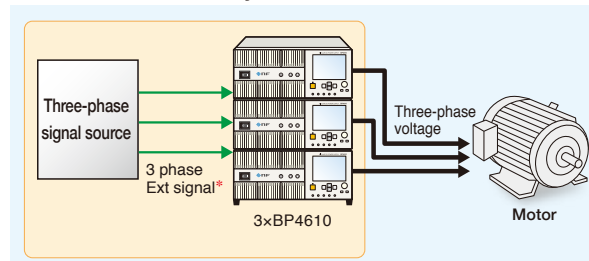 Three-phase
signal source
3 phase
Ext signal*
3×BP4610
Three-phase
voltage
Motor